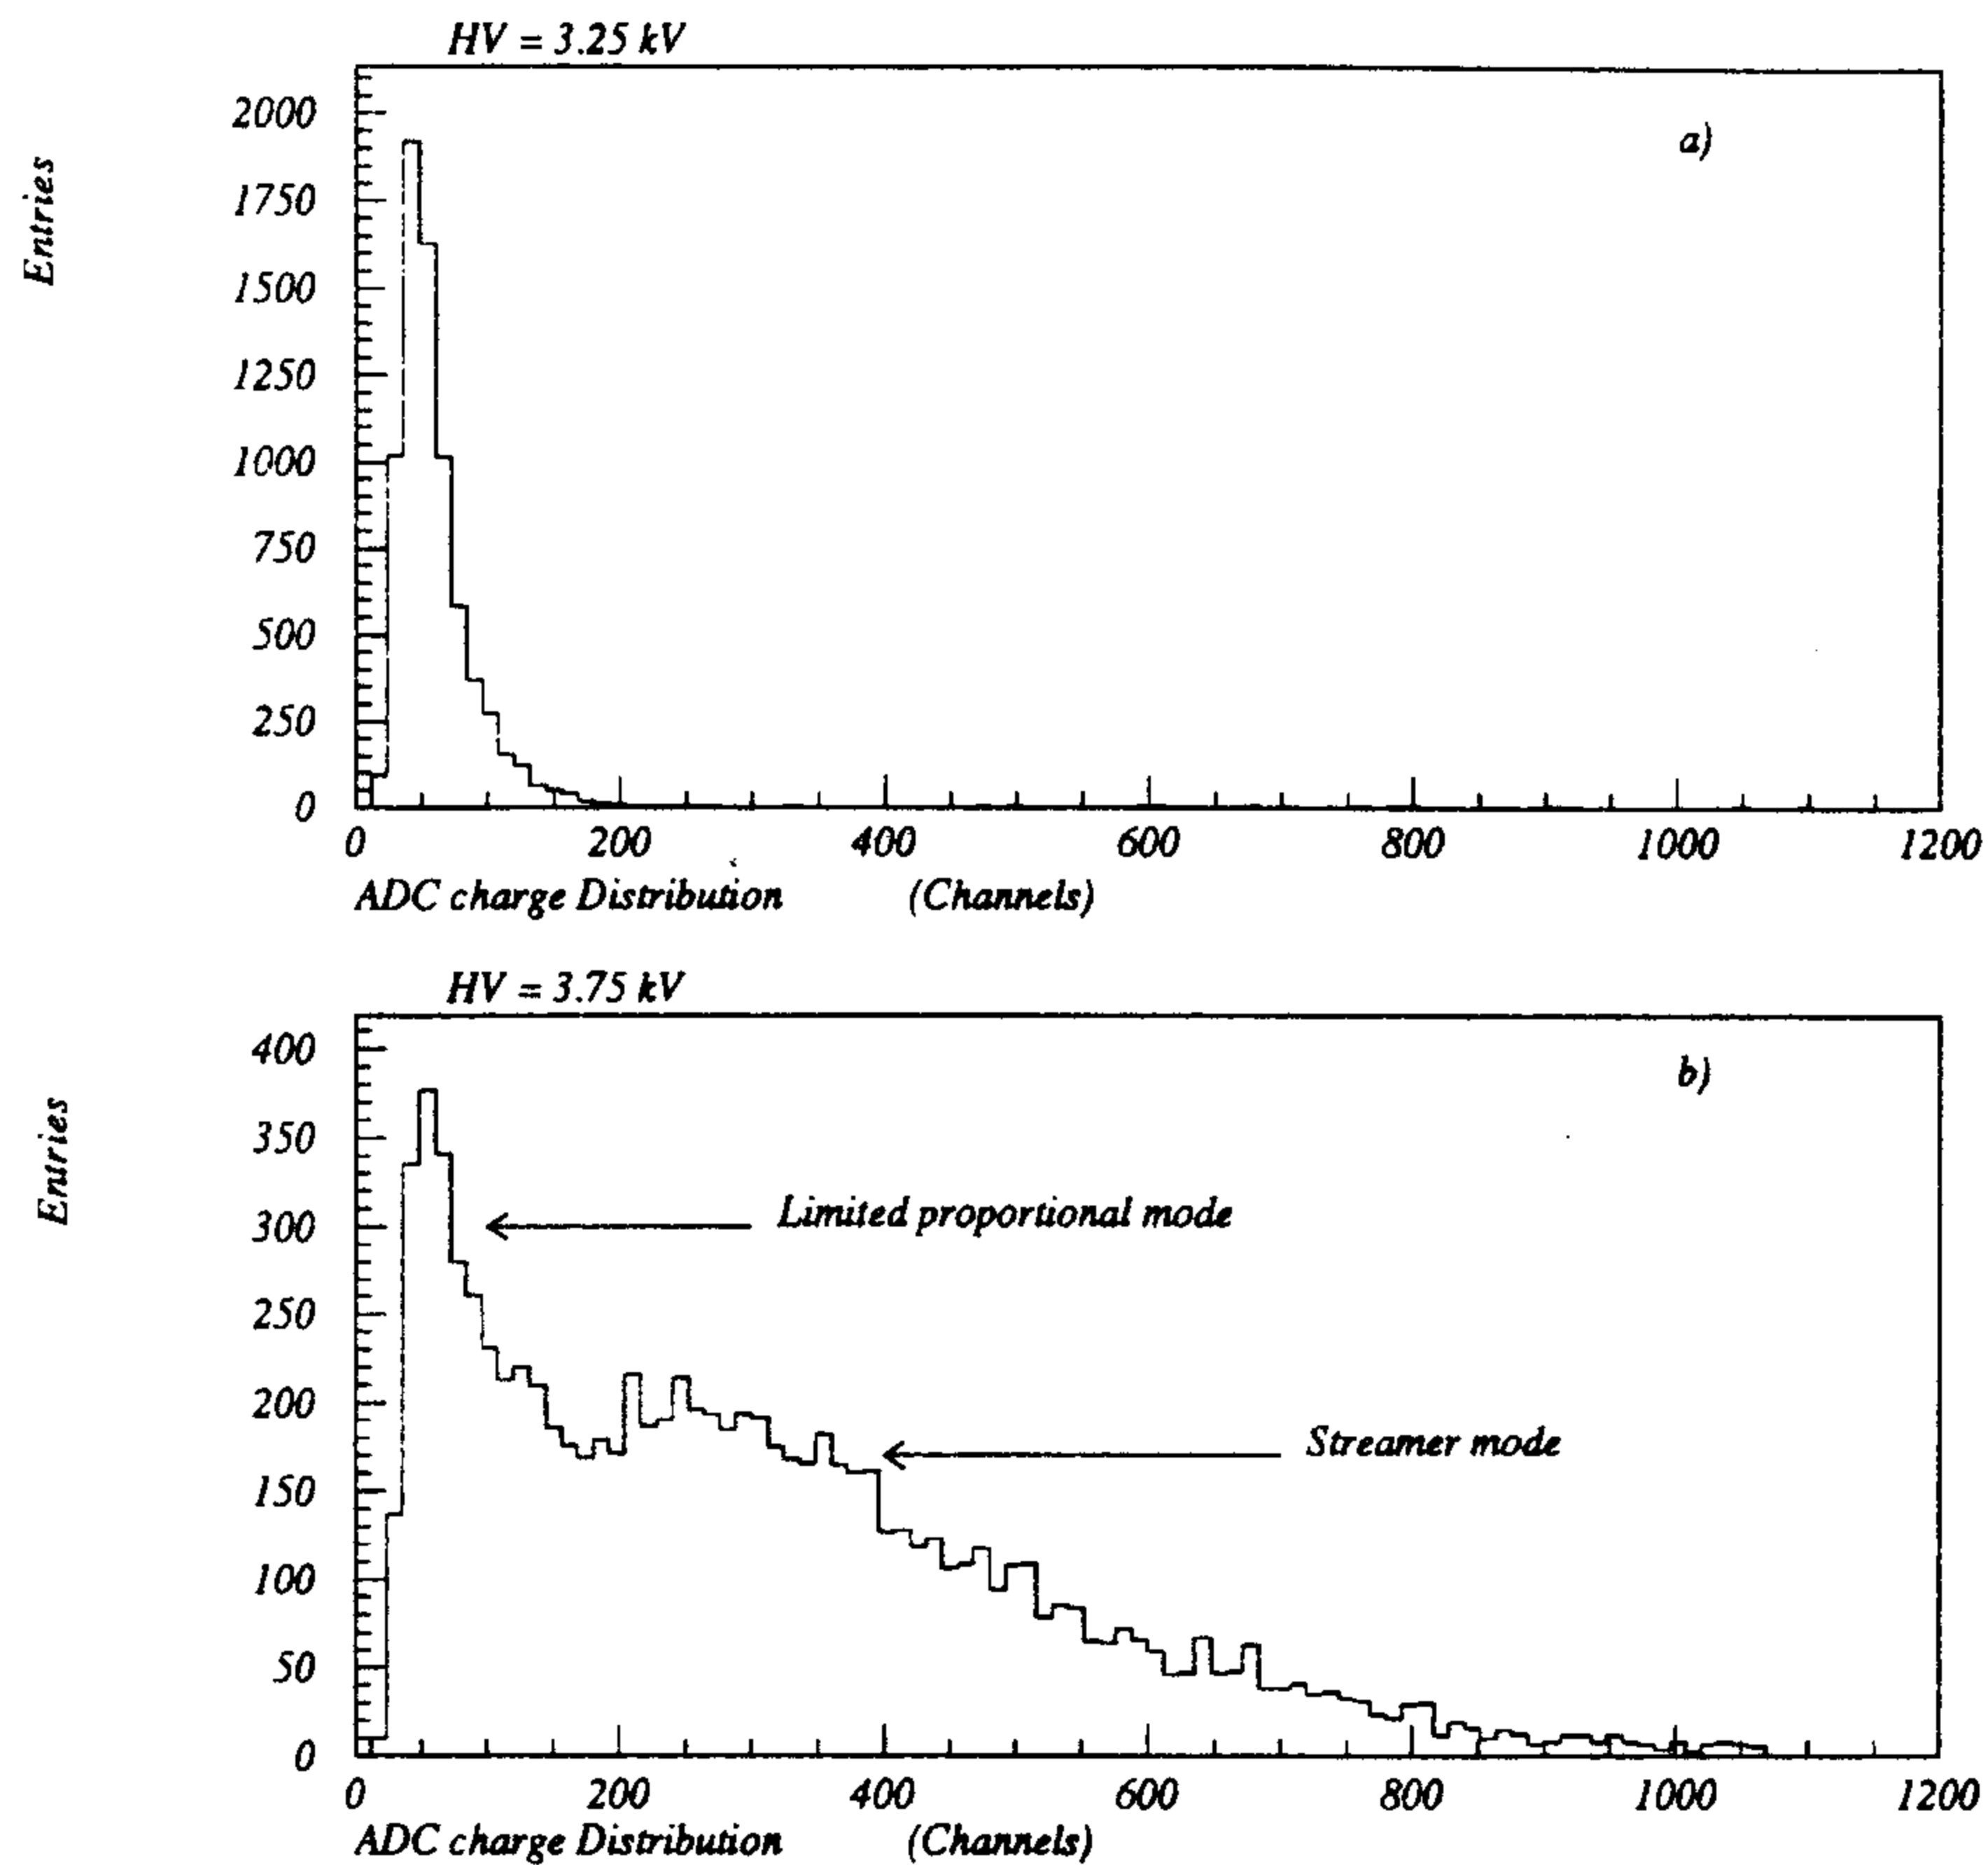 HV = 3.25 kV
a)
Entries
2000
1750
1500
1250
1000
750
500
250
0
0 200 400 600 800 1000 1200
ADC charge Distribution (Channels)
HV = 3.75 kV
b)
Entries
400
350
300
250
200
150
100
50
0
Limited proportional mode
Streamer mode
0 200 400 600 800 1000 1200
ADC charge Distribution (Channels)